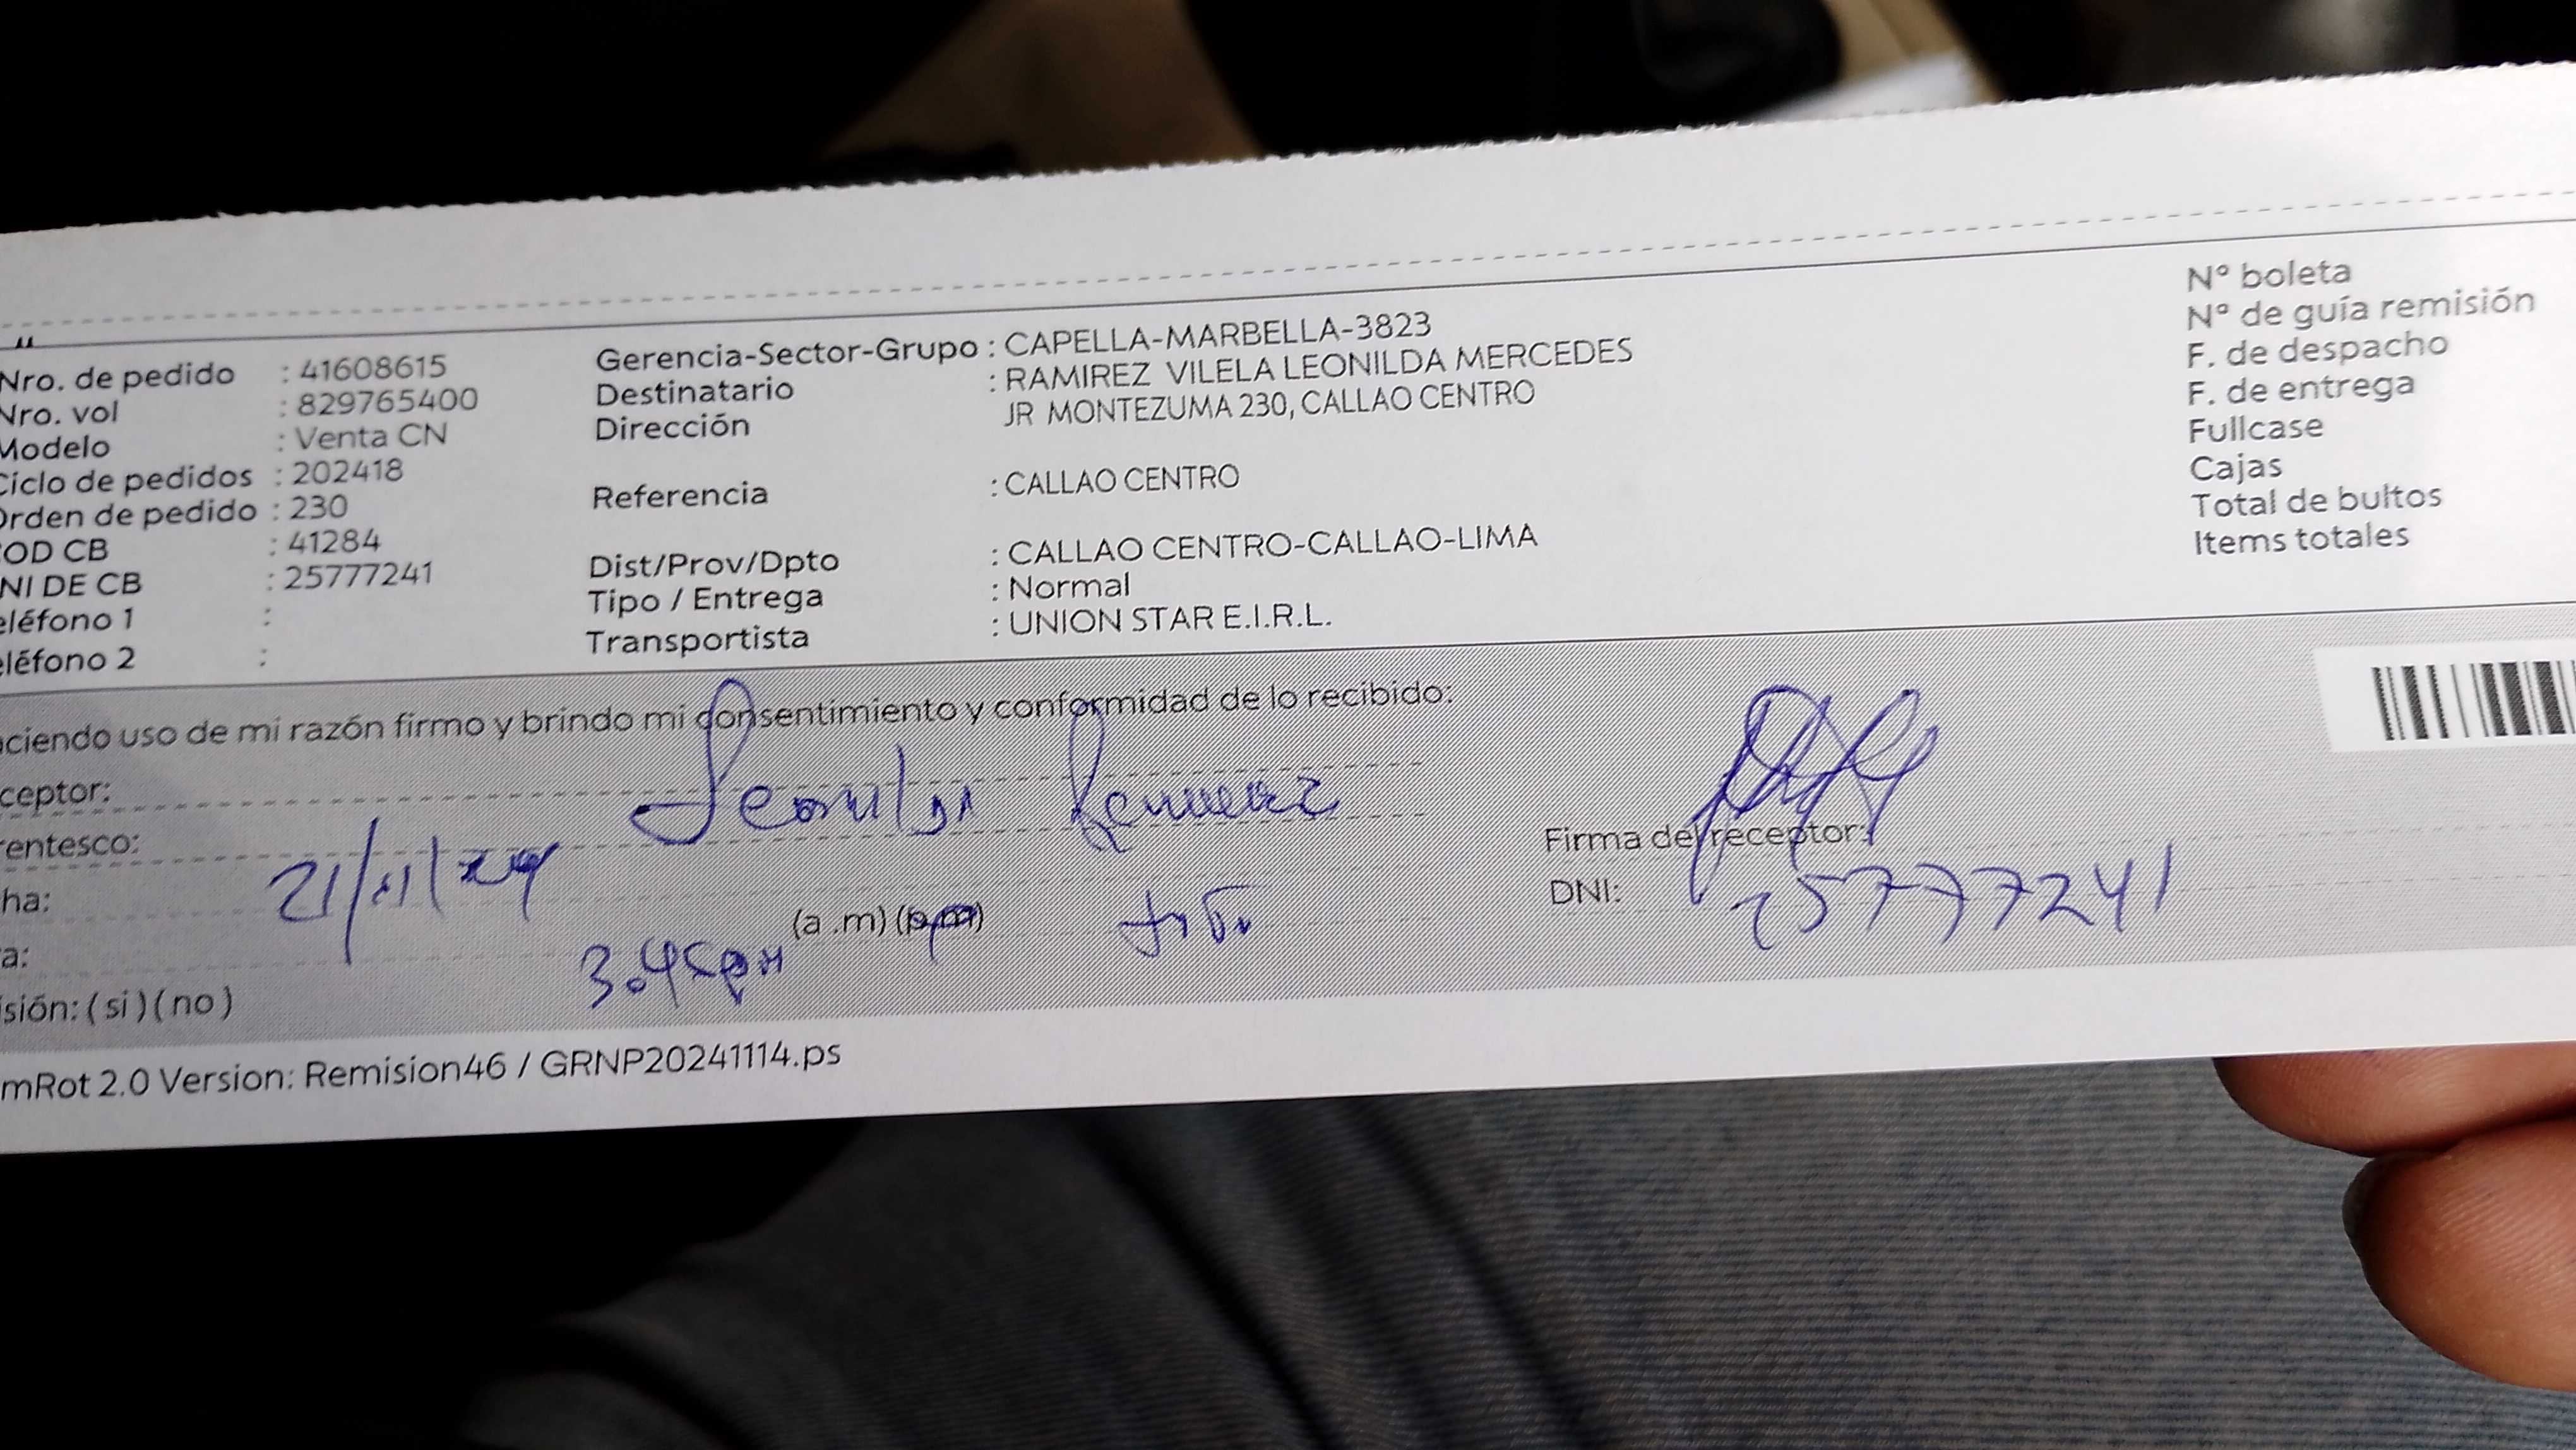 Nro. de pedido : 41608615
Nro. vol : 829765400
Modelo : Venta CN
Ciclo de pedidos : 202418
Orden de pedido : 230
OD CB : 41284
NI DE CB : 25777241
eléfono 1 :
eléfono 2 :
Gerencia-Sector-Grupo : CAPELLA-MARBELLA-3823
Destinatario : RAMIREZ VILELA LEONILDA MERCEDES
Dirección JR MONTEZUMA 230, CALLAO CENTRO
Referencia : CALLAO CENTRO
Dist/Prov/Dpto : CALLAO CENTRO-CALLAO-LIMA
Tipo / Entrega : Normal
Transportista : UNION STAR E.I.R.L.
N° boleta
N° de guía remisión
F. de despacho
F. de entrega
Fullcase
Cajas
Total de bultos
Items totales
aciendo uso de mi razón firmo y brindo mi consentimiento y conformidad de lo recibido:
ceptor: Leonilda Ramirez
rentesco:
ha: 21/11/24
a: 3.45pm (a .m) (p.m)
isión: ( si ) ( no )
Firma del receptor:
DNI: 25777241
mRot 2.0 Version: Remision46 / GRNP20241114.ps